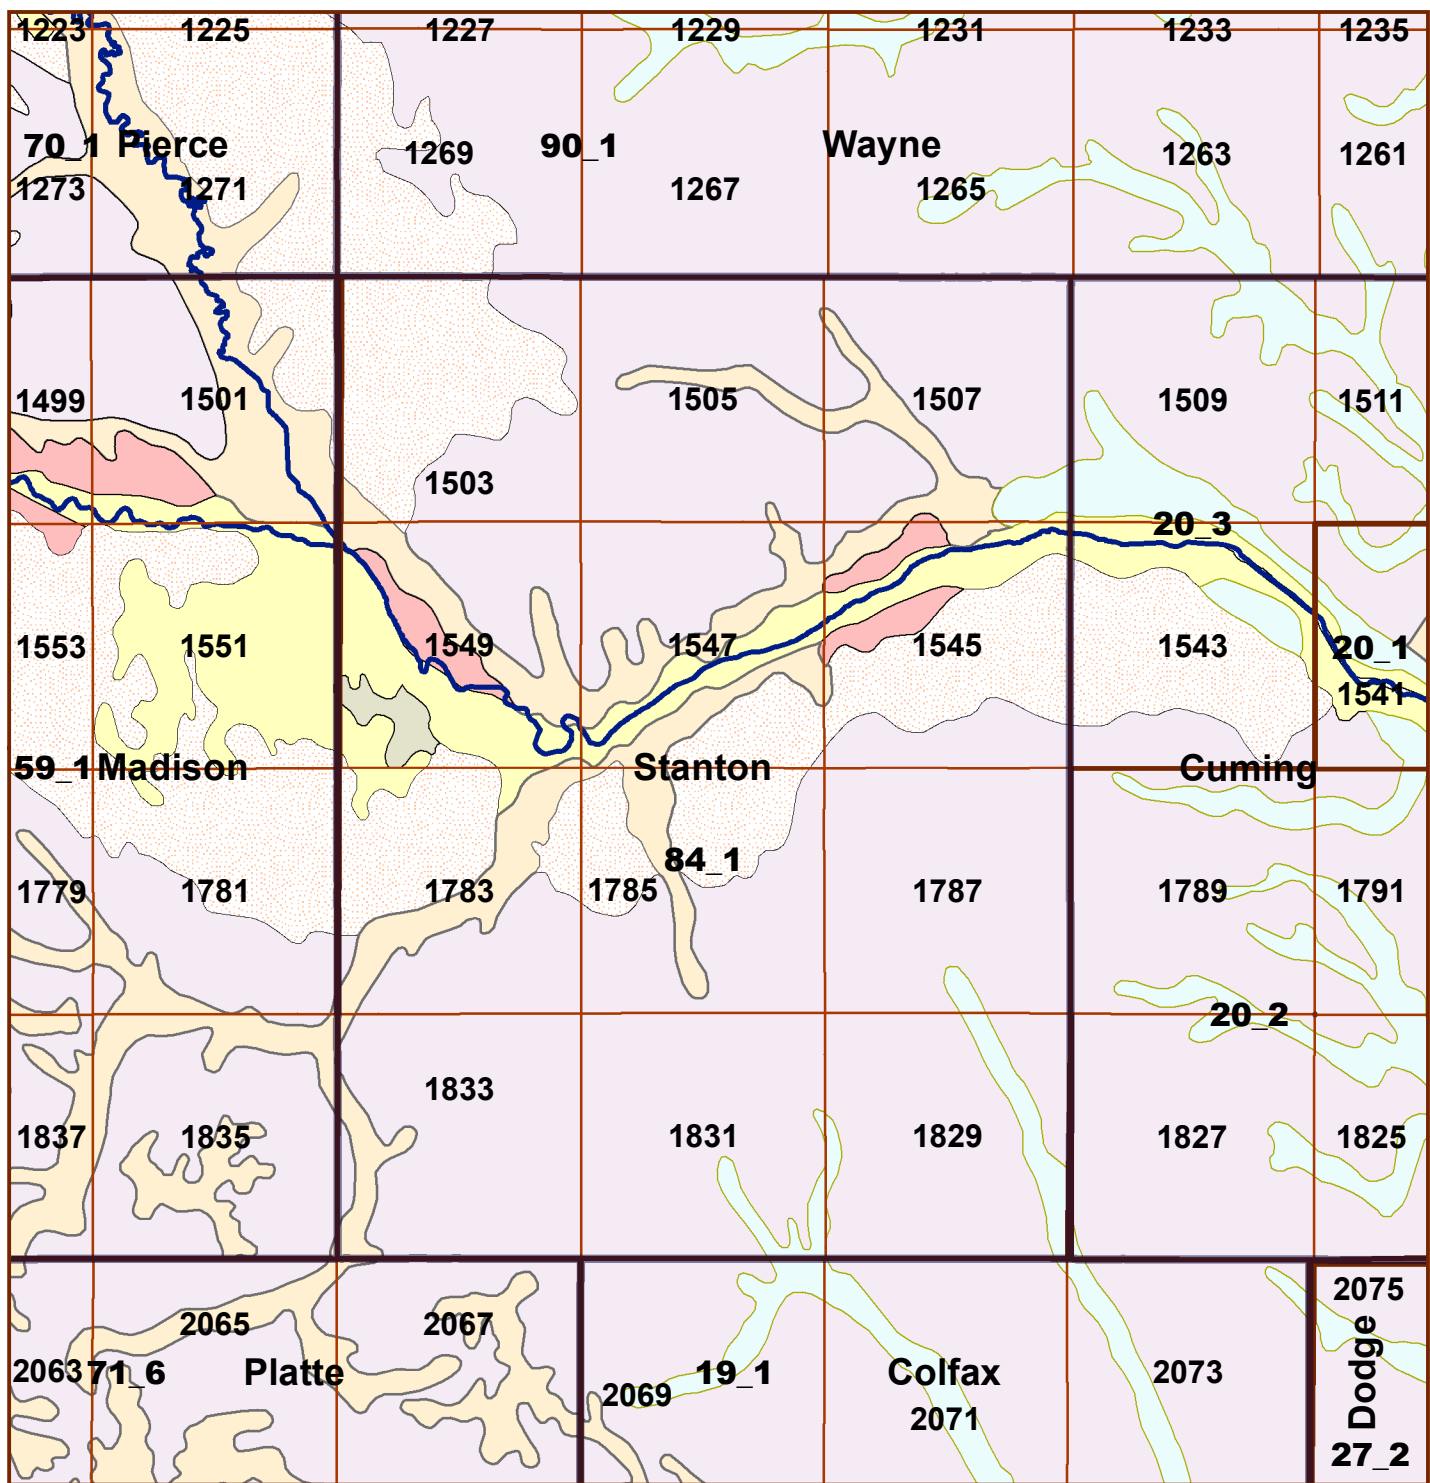 1223 1225 1227 1229 1231 1233 1235
70_1 Pierce 1269 90_1 Wayne 1263 1261
1273 1271 1267 1265
1499 1501 1505 1507 1509 1511
1503
20_3
1553 1551 1549 1547 1545 1543 20_1
1541
59_1 Madison Stanton Cuming
84_1
1779 1781 1783 1785 1787 1789 1791
20_2
1833
1837 1835 1831 1829 1827 1825
2075
2065 2067
2063 71_6 Platte 19_1 Colfax 2073 Dodge
2069
2071
27_2